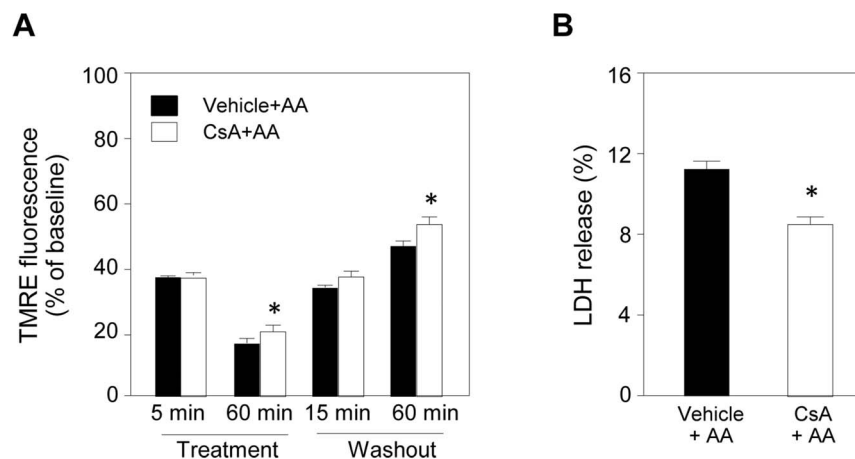 A
TMRE fluorescence
(% of baseline)
100
80
60
40
20
0
Vehicle+AA
CsA+AA
*
*
5 min 60 min 15 min 60 min
Treatment Washout
B
LDH release (%)
16
12
8
4
0
*
Vehicle CsA
+ AA + AA